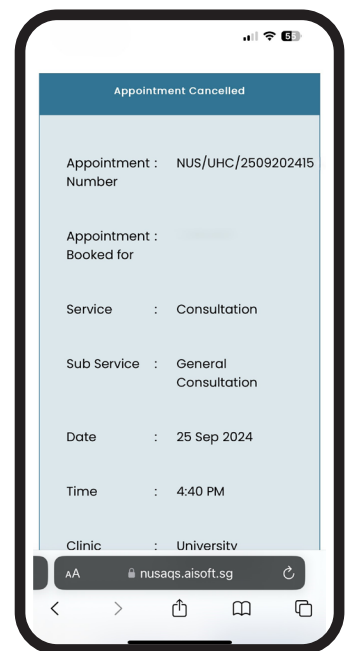 55
Appointment Cancelled
Appointment : NUS/UHC/2509202415
Number
Appointment :
Booked for
Service : Consultation
Sub Service : General
Consultation
Date : 25 Sep 2024
Time : 4:40 PM
Clinic : University
AA nusaqs.aisoft.sg